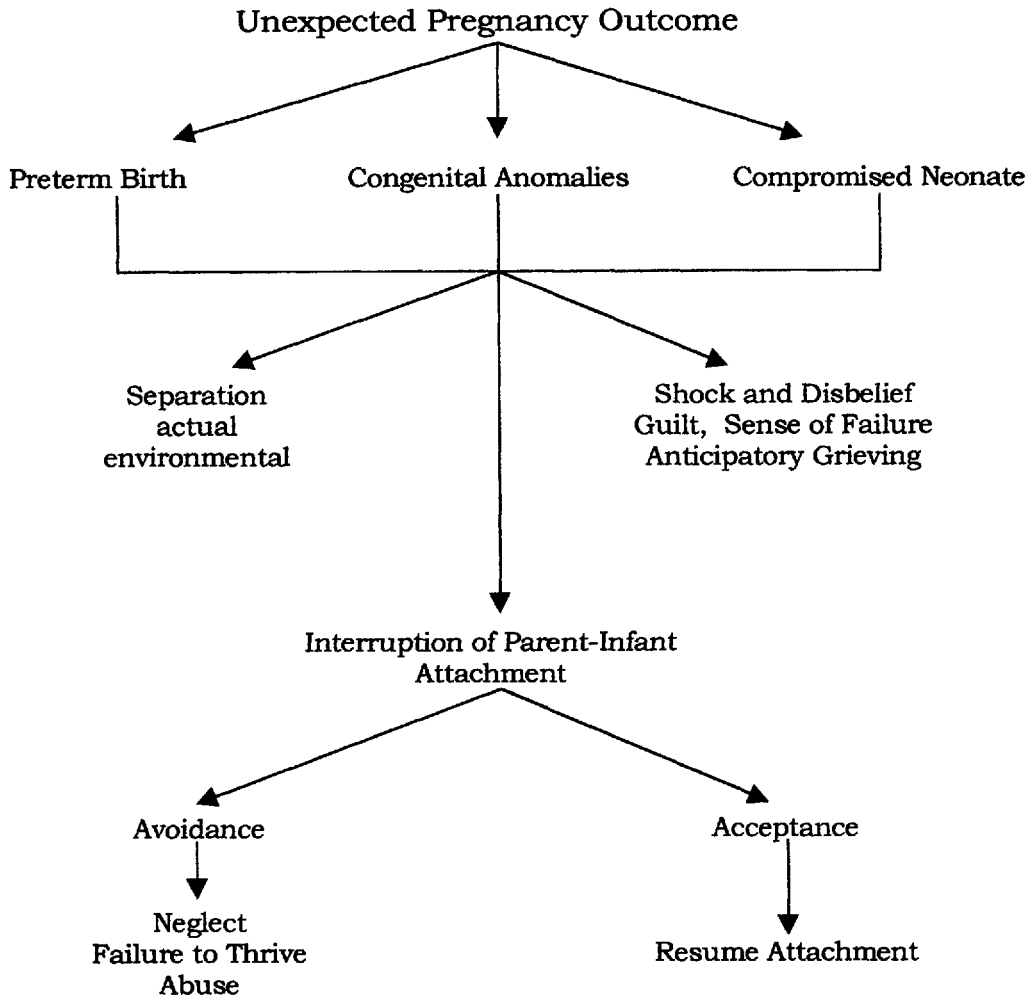 Unexpected Pregnancy Outcome
Preterm Birth
Congenital Anomalies
Compromised Neonate
Separation
actual
environmental
Shock and Disbelief
Guilt, Sense of Failure
Anticipatory Grieving
Interruption of Parent-Infant
Attachment
Avoidance
Acceptance
Neglect
Failure to Thrive
Abuse
Resume Attachment